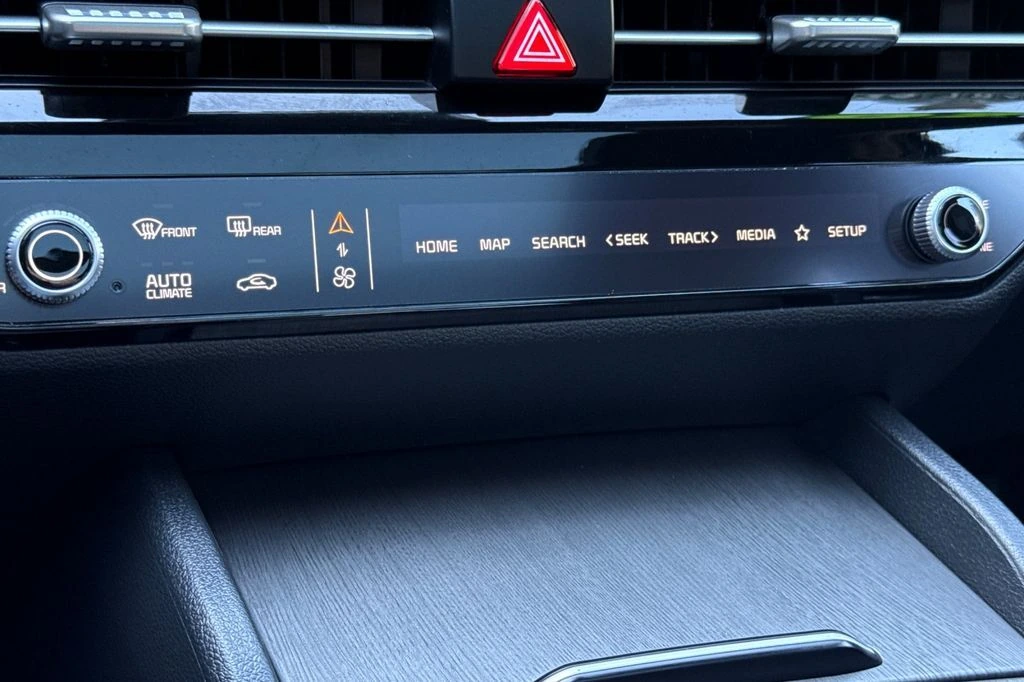 FRONT
REAR
AUTO
CLIMATE
HOME MAP SEARCH <SEEK TRACK> MEDIA SETUP